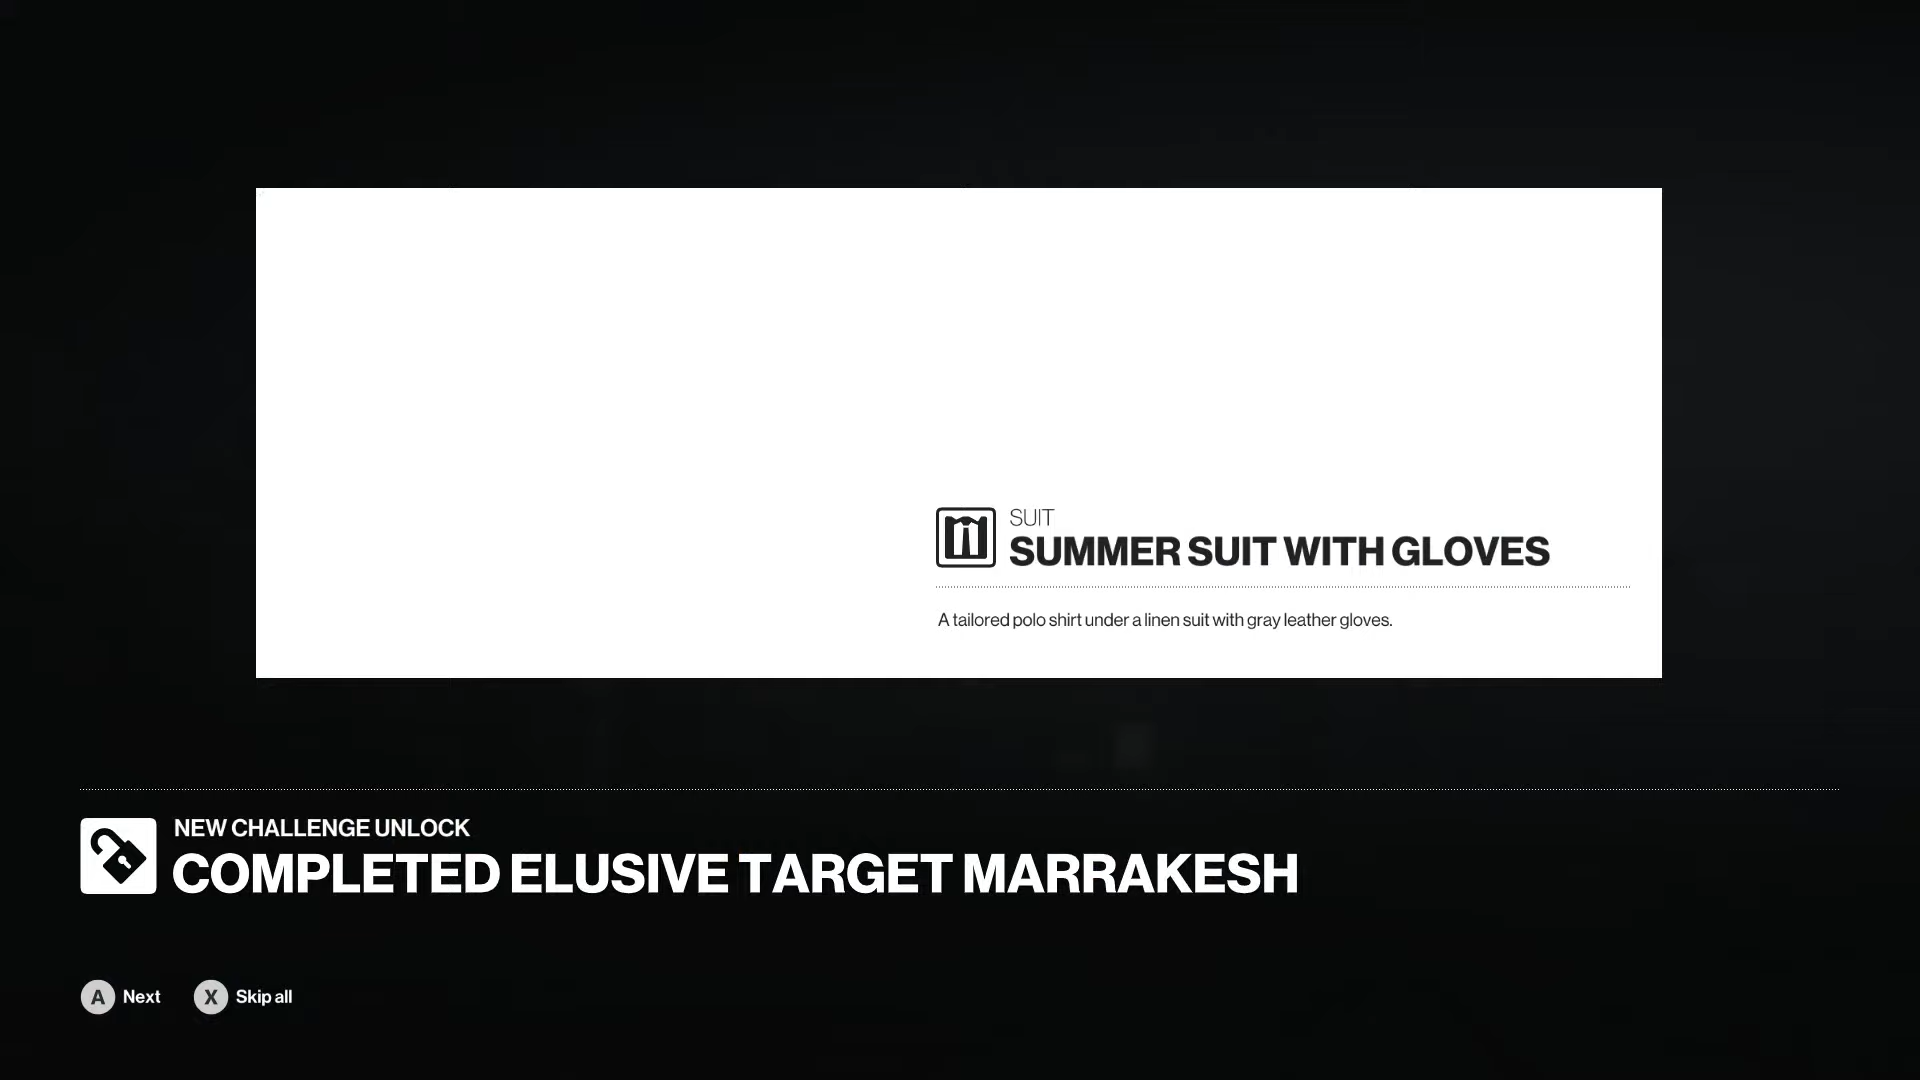 SUIT
SUMMER SUIT WITH GLOVES
A tailored polo shirt under a linen suit with gray leather gloves.
NEW CHALLENGE UNLOCK
COMPLETED ELUSIVE TARGET MARRAKESH
A Next X Skip all